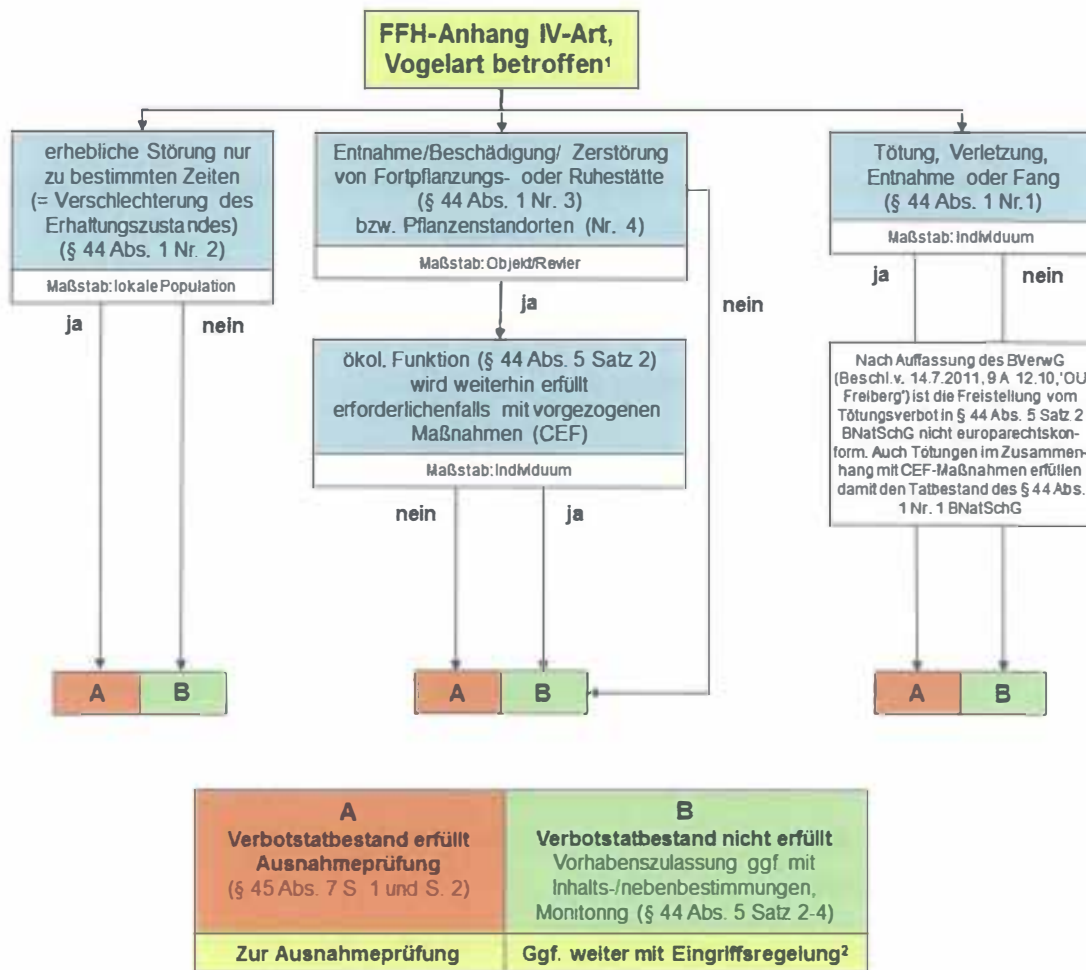 FFH-Anhang IV-Art,
Vogelart betroffen¹
erhebliche Störung nur
zu bestimmten Zeiten
(= Verschlechterung des
Erhaltungszustandes)
(§ 44 Abs. 1 Nr. 2)
Maßstab: lokale Population
ja
nein
Entnahme/Beschädigung/ Zerstörung
von Fortpflanzungs- oder Ruhestätte
(§ 44 Abs. 1 Nr. 3)
bzw. Pflanzenstandorten (Nr. 4)
Maßstab: Objekt/Revier
ja
nein
ökol. Funktion (§ 44 Abs. 5 Satz 2)
wird weiterhin erfüllt
erforderlichenfalls mit vorgezogenen
Maßnahmen (CEF)
Maßstab: Individuum
nein
ja
Tötung, Verletzung,
Entnahme oder Fang
(§ 44 Abs. 1 Nr.1)
Maßstab: Individuum
ja
nein
Nach Auffassung des BVerwG
(Beschl.v. 14.7.2011, 9 A 12.10, 'OU
Freiberg') ist die Freistellung vom
Tötungsverbot in § 44 Abs. 5 Satz 2
BNatSchG nicht europarechtskon-
form. Auch Tötungen im Zusammen-
hang mit CEF-Maßnahmen erfüllen
damit den Tatbestand des § 44 Abs.
1 Nr. 1 BNatSchG
A B
A B
A B
A
Verbotstatbestand erfüllt
Ausnahmeprüfung
(§ 45 Abs. 7 S 1 und S. 2)
B
Verbotstatbestand nicht erfüllt
Vorhabenszulassung ggf mit
Inhalts-/nebenbestimmungen,
Monitoring (§ 44 Abs. 5 Satz 2-4)
Zur Ausnahmeprüfung
Ggf. weiter mit Eingriffsregelung²